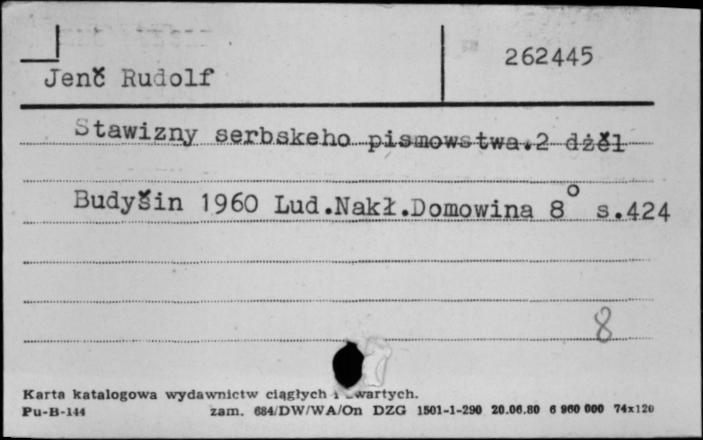 262445
Jenč Rudolf
Stawizny serbskeho pismowstwa.2 dźěl
Budyšin 1960 Lud.Nakł.Domowina 8° s.424
8
Karta katalogowa wydawnictw ciągłych i zwartych.
Pu-B-144 zam. 684/DW/WA/On DZG 1501-1-290 20.06.80 6 960 000 74x120